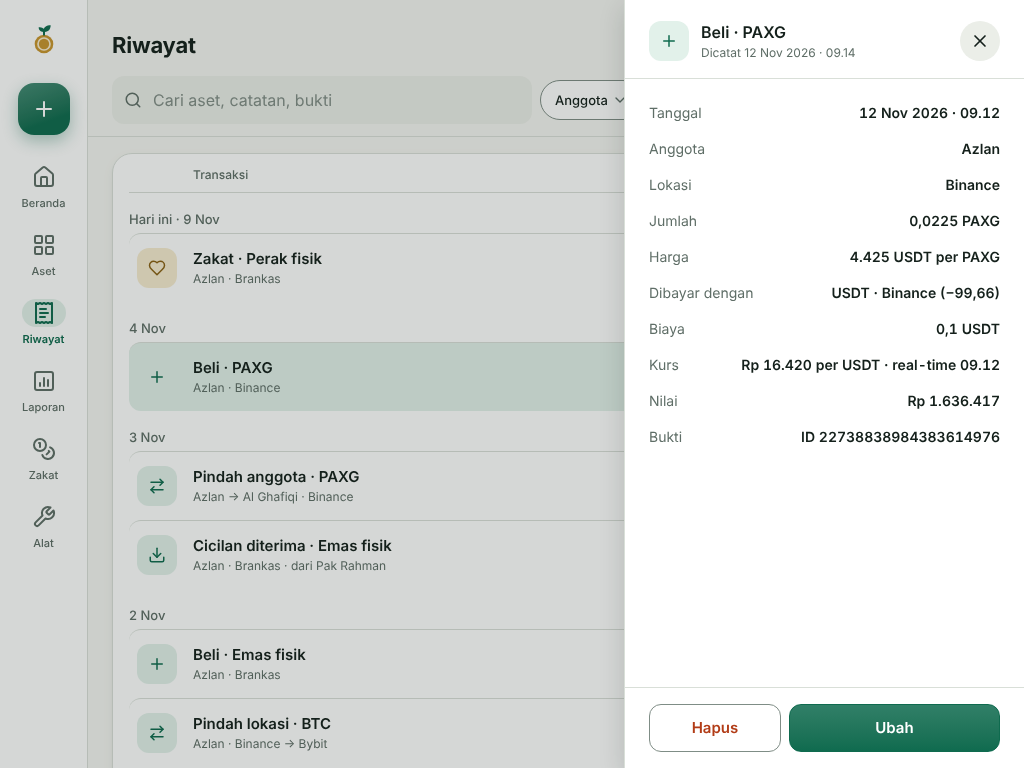 Beranda
Aset
Riwayat
Laporan
Zakat
Alat
Riwayat
Cari aset, catatan, bukti
Anggota
Transaksi
Hari ini · 9 Nov
Zakat · Perak fisik
Azlan · Brankas
4 Nov
Beli · PAXG
Azlan · Binance
3 Nov
Pindah anggota · PAXG
Azlan → Al Ghafiqi · Binance
Cicilan diterima · Emas fisik
Azlan · Brankas · dari Pak Rahman
2 Nov
Beli · Emas fisik
Azlan · Brankas
Pindah lokasi · BTC
Azlan · Binance → Bybit
Beli · PAXG
Dicatat 12 Nov 2026 · 09.14
Tanggal 12 Nov 2026 · 09.12
Anggota Azlan
Lokasi Binance
Jumlah 0,0225 PAXG
Harga 4.425 USDT per PAXG
Dibayar dengan USDT · Binance (−99,66)
Biaya 0,1 USDT
Kurs Rp 16.420 per USDT · real-time 09.12
Nilai Rp 1.636.417
Bukti ID 22738838984383614976
Hapus
Ubah